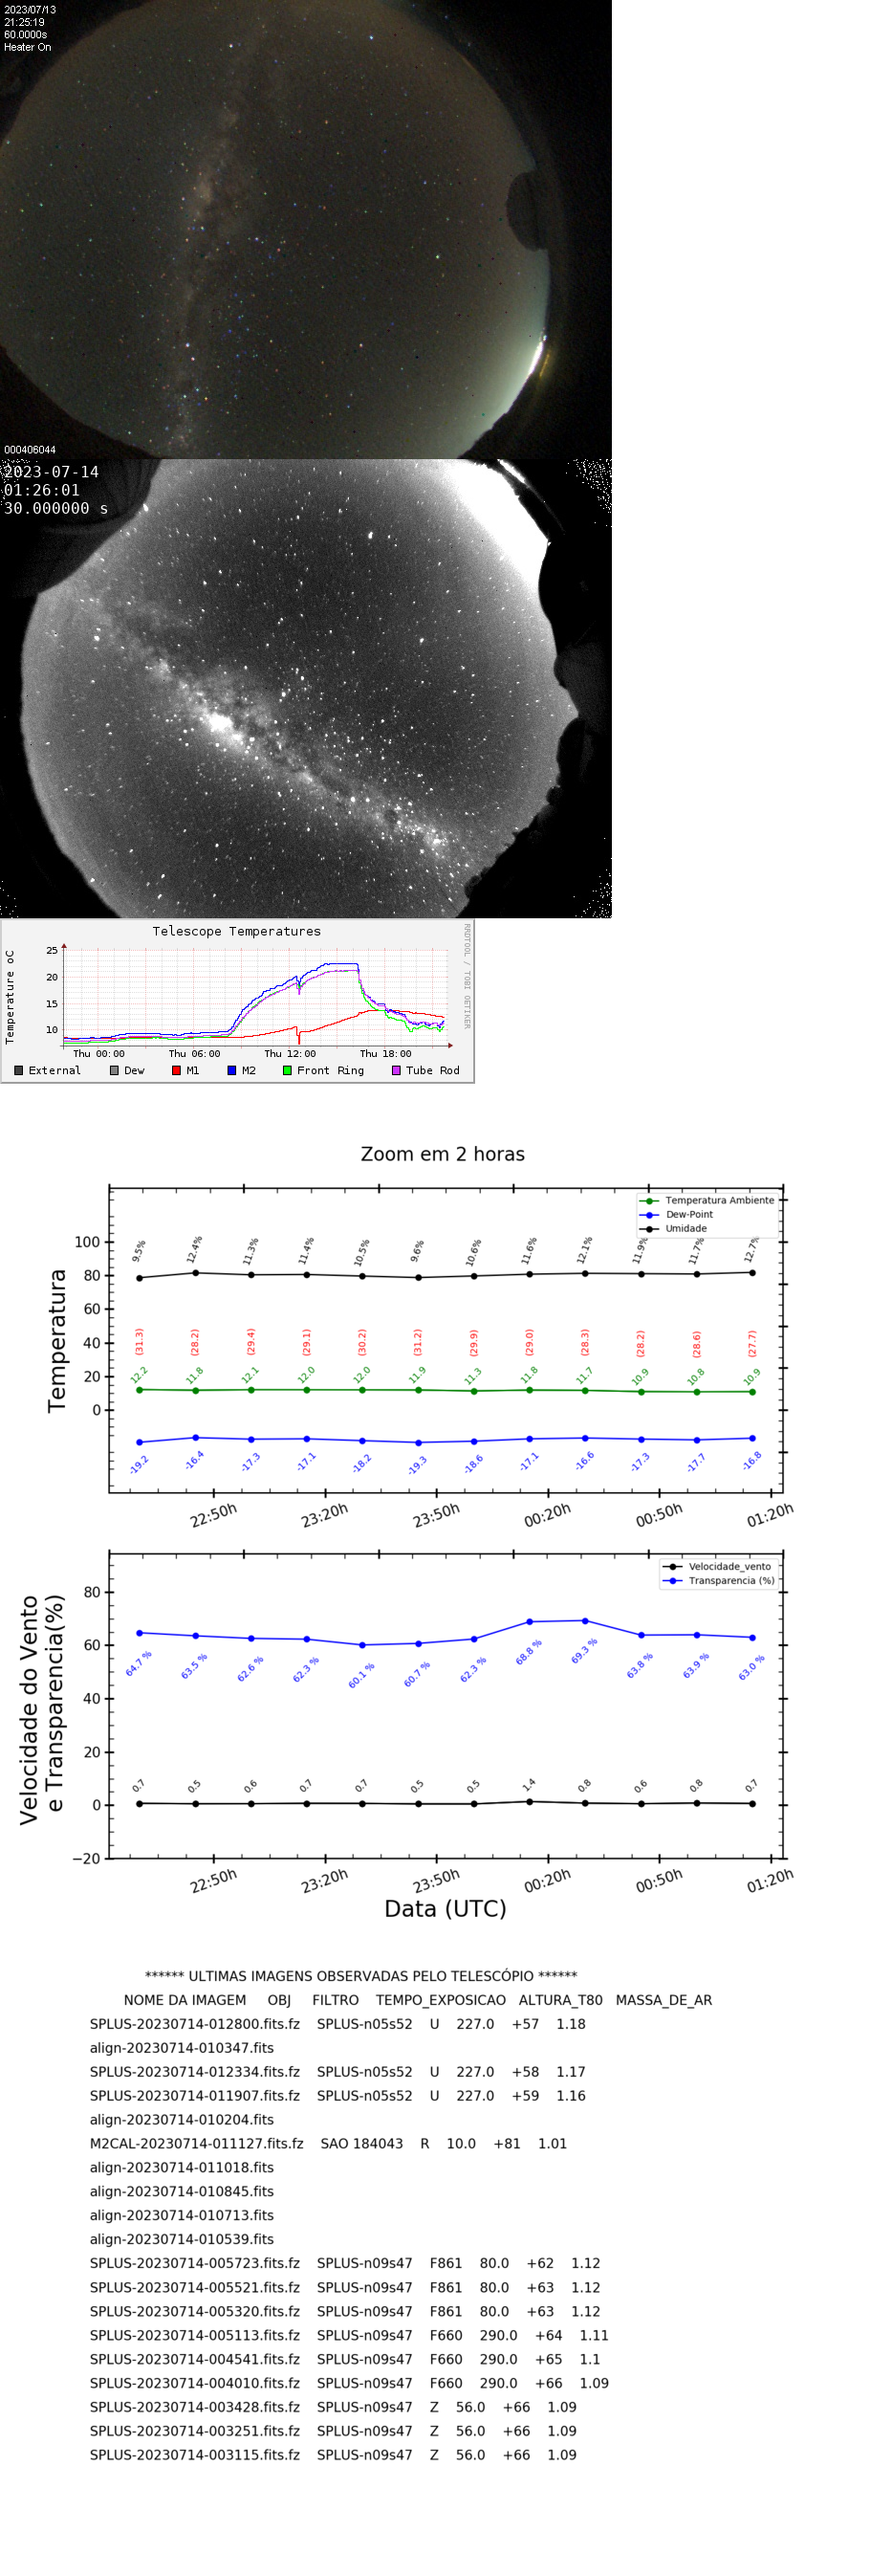 2023/07/13
21:25:19
60.0000s
Heater On
000406044
2023-07-14
01:26:01
30.000000 s
Telescope Temperatures
RRDTOOL / TOBI OETIKER
Temperature oC
25
20
15
10
Thu 00:00 Thu 06:00 Thu 12:00 Thu 18:00
External Dew M1 M2 Front Ring Tube Rod
Zoom em 2 horas
Temperatura Ambiente
Dew-Point
Umidade
Temperatura
100
80
60
40
20
0
9.5% 12.4% 11.3% 11.4% 10.5% 9.6% 10.6% 11.6% 12.1% 11.9% 11.7% 12.7%
(31.3) (28.2) (29.4) (29.1) (30.2) (31.2) (29.9) (29.0) (28.3) (28.2) (28.6) (27.7)
12.2 11.8 12.1 12.0 12.0 11.9 11.3 11.8 11.7 10.9 10.8 10.9
-19.2 -16.4 -17.3 -17.1 -18.2 -19.3 -18.6 -17.1 -16.6 -17.3 -17.7 -16.8
22:50h 23:20h 23:50h 00:20h 00:50h 01:20h
Velocidade_vento
Transparencia (%)
Velocidade do Vento
e Transparencia(%)
80
60
40
20
0
−20
64.7 % 63.5 % 62.6 % 62.3 % 60.1 % 60.7 % 62.3 % 68.8 % 69.3 % 63.8 % 63.9 % 63.0 %
0.7 0.5 0.6 0.7 0.7 0.5 0.5 1.4 0.8 0.6 0.8 0.7
22:50h 23:20h 23:50h 00:20h 00:50h 01:20h
Data (UTC)
****** ULTIMAS IMAGENS OBSERVADAS PELO TELESCÓPIO ******
NOME DA IMAGEM OBJ FILTRO TEMPO_EXPOSICAO ALTURA_T80 MASSA_DE_AR
SPLUS-20230714-012800.fits.fz SPLUS-n05s52 U 227.0 +57 1.18
align-20230714-010347.fits
SPLUS-20230714-012334.fits.fz SPLUS-n05s52 U 227.0 +58 1.17
SPLUS-20230714-011907.fits.fz SPLUS-n05s52 U 227.0 +59 1.16
align-20230714-010204.fits
M2CAL-20230714-011127.fits.fz SAO 184043 R 10.0 +81 1.01
align-20230714-011018.fits
align-20230714-010845.fits
align-20230714-010713.fits
align-20230714-010539.fits
SPLUS-20230714-005723.fits.fz SPLUS-n09s47 F861 80.0 +62 1.12
SPLUS-20230714-005521.fits.fz SPLUS-n09s47 F861 80.0 +63 1.12
SPLUS-20230714-005320.fits.fz SPLUS-n09s47 F861 80.0 +63 1.12
SPLUS-20230714-005113.fits.fz SPLUS-n09s47 F660 290.0 +64 1.11
SPLUS-20230714-004541.fits.fz SPLUS-n09s47 F660 290.0 +65 1.1
SPLUS-20230714-004010.fits.fz SPLUS-n09s47 F660 290.0 +66 1.09
SPLUS-20230714-003428.fits.fz SPLUS-n09s47 Z 56.0 +66 1.09
SPLUS-20230714-003251.fits.fz SPLUS-n09s47 Z 56.0 +66 1.09
SPLUS-20230714-003115.fits.fz SPLUS-n09s47 Z 56.0 +66 1.09